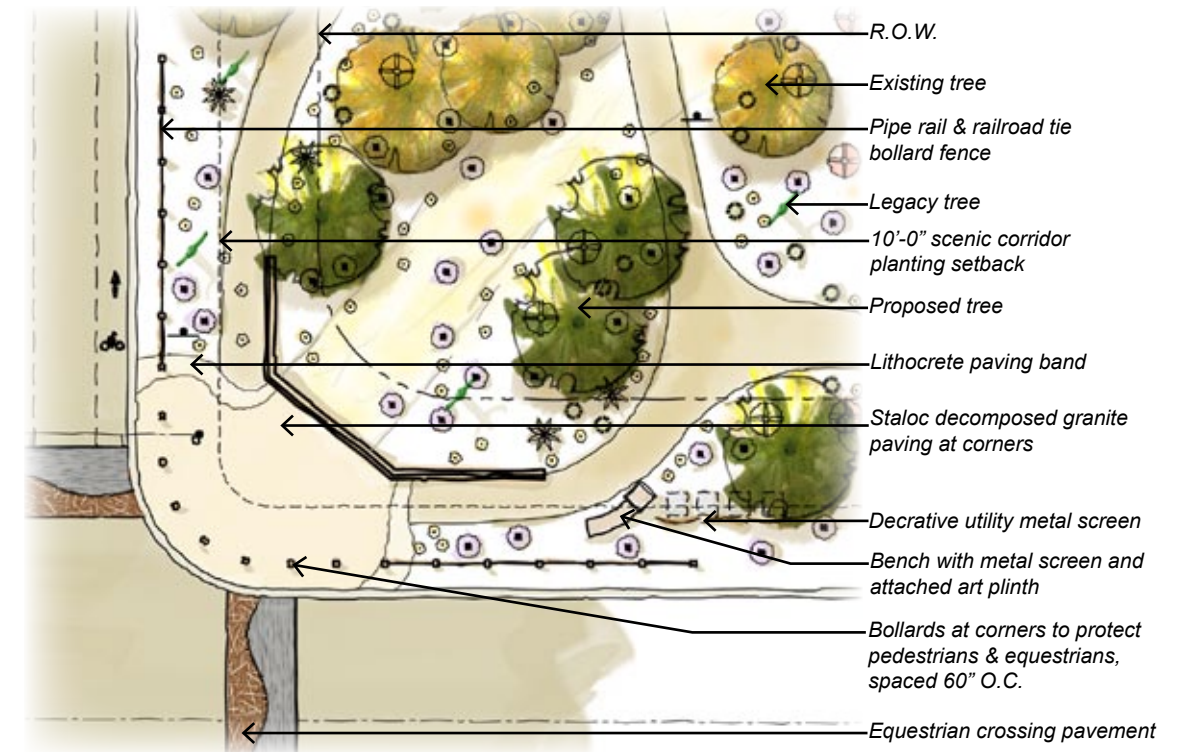 R.O.W.
Existing tree
Pipe rail & railroad tie
bollard fence
Legacy tree
10'-0” scenic corridor
planting setback
Proposed tree
Lithocrete paving band
Staloc decomposed granite
paving at corners
Decrative utility metal screen
Bench with metal screen and
attached art plinth
Bollards at corners to protect
pedestrians & equestrians,
spaced 60” O.C.
Equestrian crossing pavement